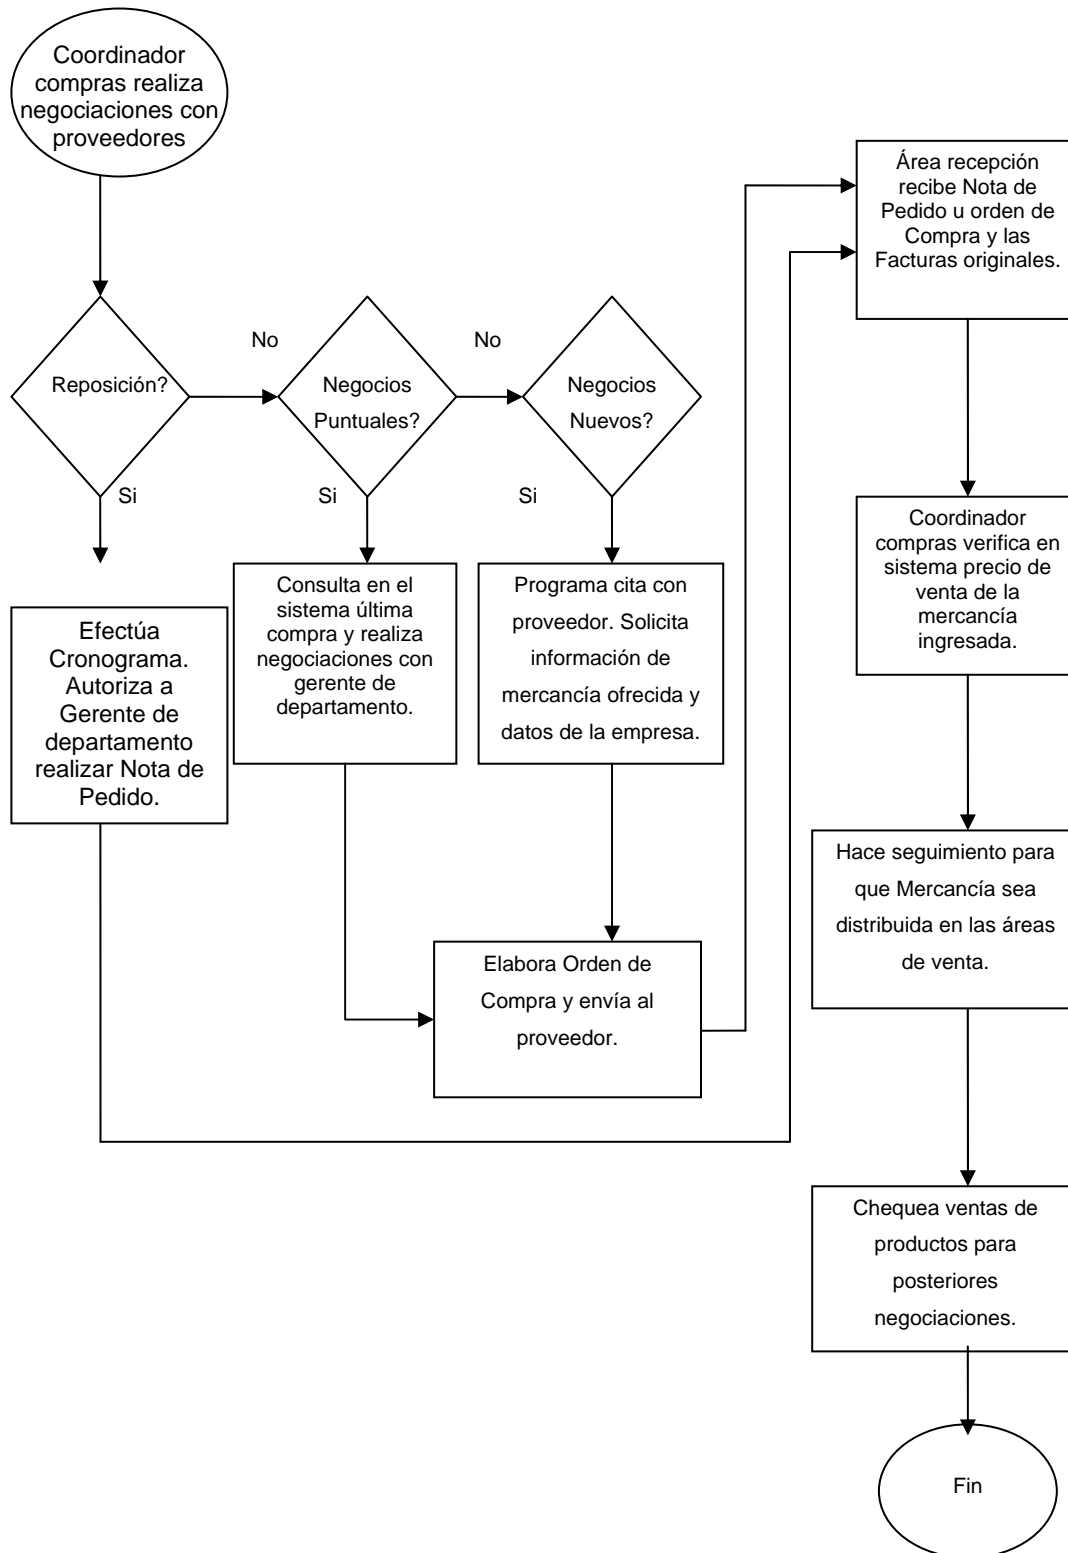 Coordinador
compras realiza
negociaciones con
proveedores
Reposición?
No
Negocios
Puntuales?
No
Negocios
Nuevos?
Si
Si
Si
Efectúa
Cronograma.
Autoriza a
Gerente de
departamento
realizar Nota de
Pedido.
Consulta en el
sistema última
compra y realiza
negociaciones con
gerente de
departamento.
Programa cita con
proveedor. Solicita
información de
mercancía ofrecida y
datos de la empresa.
Elabora Orden de
Compra y envía al
proveedor.
Área recepción
recibe Nota de
Pedido u orden de
Compra y las
Facturas originales.
Coordinador
compras verifica en
sistema precio de
venta de la
mercancía
ingresada.
Hace seguimiento para
que Mercancía sea
distribuida en las áreas
de venta.
Chequea ventas de
productos para
posteriores
negociaciones.
Fin